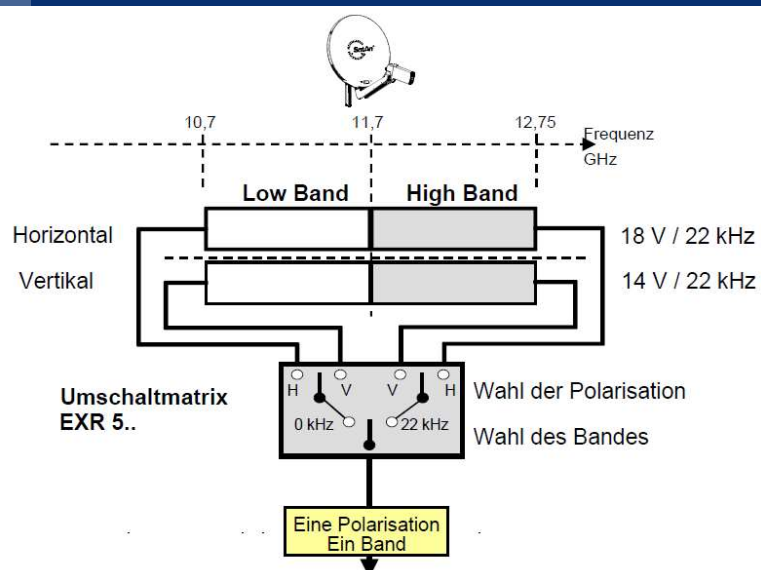 10,7
11,7
12,75
Frequenz
GHz
Low Band
High Band
Horizontal
18 V / 22 kHz
Vertikal
14 V / 22 kHz
H
V
V
H
Umschaltmatrix
EXR 5..
Wahl der Polarisation
0 kHz
22 kHz
Wahl des Bandes
Eine Polarisation
Ein Band